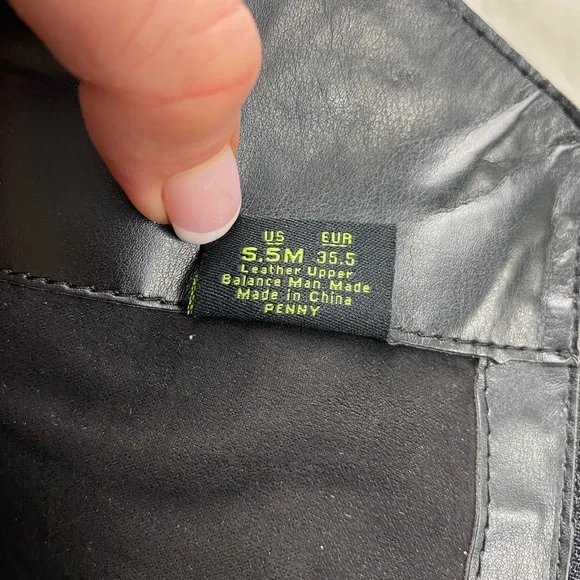 US EUR
5.5M 35.5
Leather Upper
Balance Man Made
Made in China
PENNY